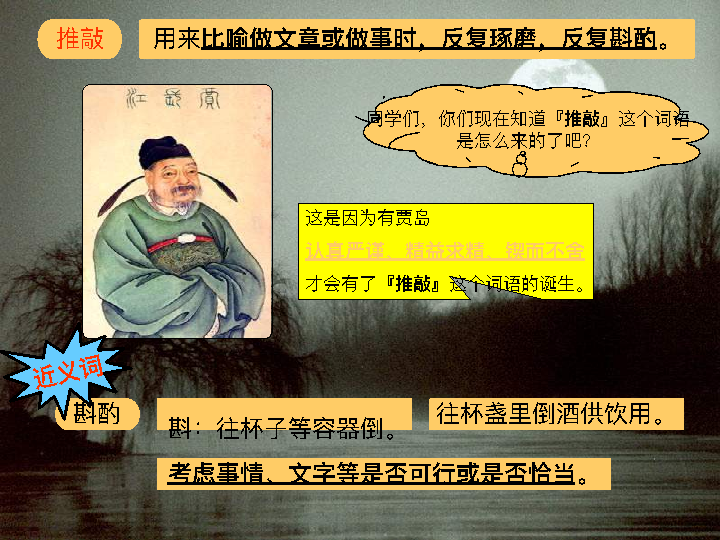 推敲
用来比喻做文章或做事时，反复琢磨，反复斟酌。
同学们，你们现在知道『推敲』这个词语
是怎么来的了吧？
这是因为有贾岛
认真严谨、精益求精、锲而不舍
才会有了『推敲』这个词语的诞生。
近义词
斟酌
斟：往杯子等容器倒。
往杯盏里倒酒供饮用。
考虑事情、文字等是否可行或是否恰当。